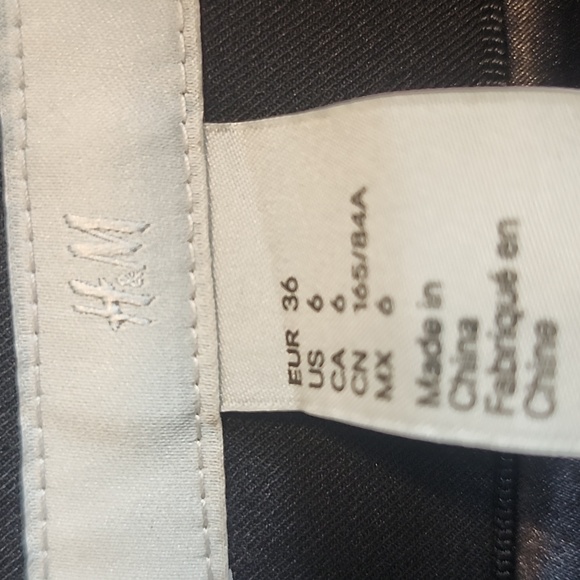 H&M
EUR 36
US 6
CA 6
CN 165/84A
MX 6
Made in
China
Fabriqué en
Chine